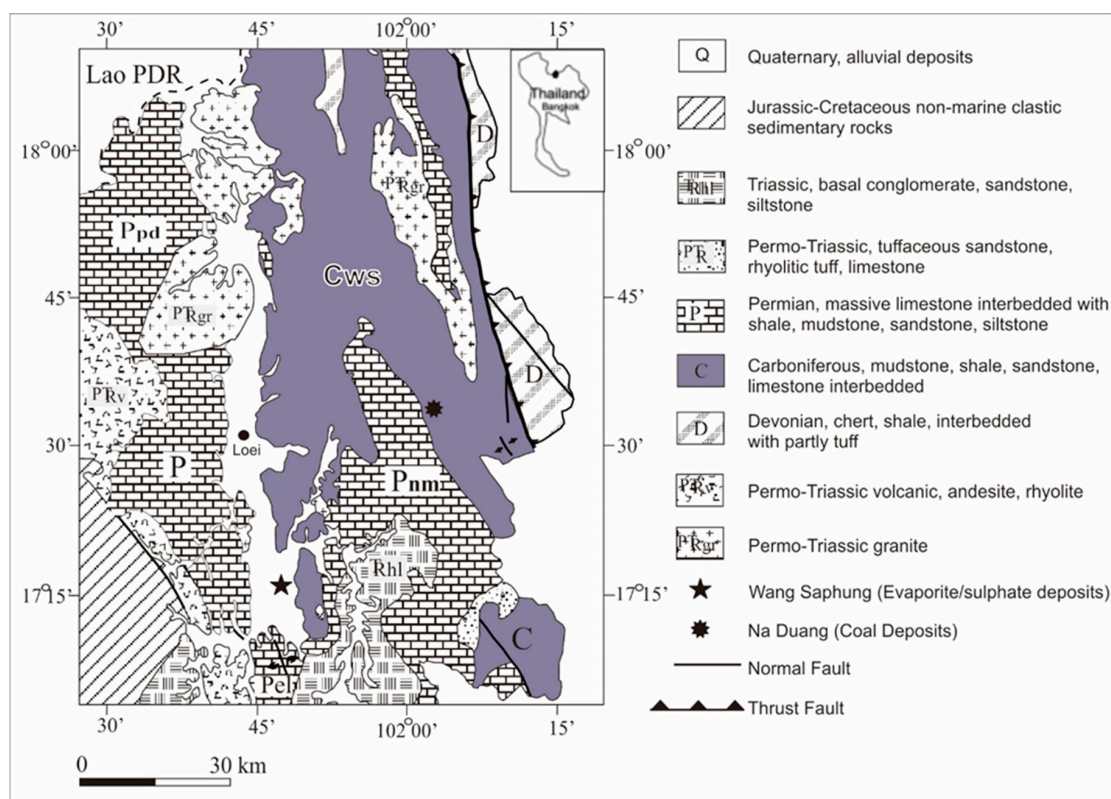 30’ 45’ 102°00’ 15’
Lao PDR
Thailand
Bangkok
D
18°00’ 18°00’
PTRgr
Ppd
Cws
45’ 45’
PTRgr
D
PTRv
30’ 30’
Loei
P
Pnm
Rhl
17°15’ 17°15’
C
Pel
30’ 45’ 102°00’ 15’
0 30 km
Q Quaternary, alluvial deposits
Jurassic-Cretaceous non-marine clastic
sedimentary rocks
TRhl Triassic, basal conglomerate, sandstone,
siltstone
PTR Permo-Triassic, tuffaceous sandstone,
rhyolitic tuff, limestone
P Permian, massive limestone interbedded with
shale, mudstone, sandstone, siltstone
C Carboniferous, mudstone, shale, sandstone,
limestone interbedded
D Devonian, chert, shale, interbedded
with partly tuff
PTRv Permo-Triassic volcanic, andesite, rhyolite
PTRgr Permo-Triassic granite
Wang Saphung (Evaporite/sulphate deposits)
Na Duang (Coal Deposits)
Normal Fault
Thrust Fault